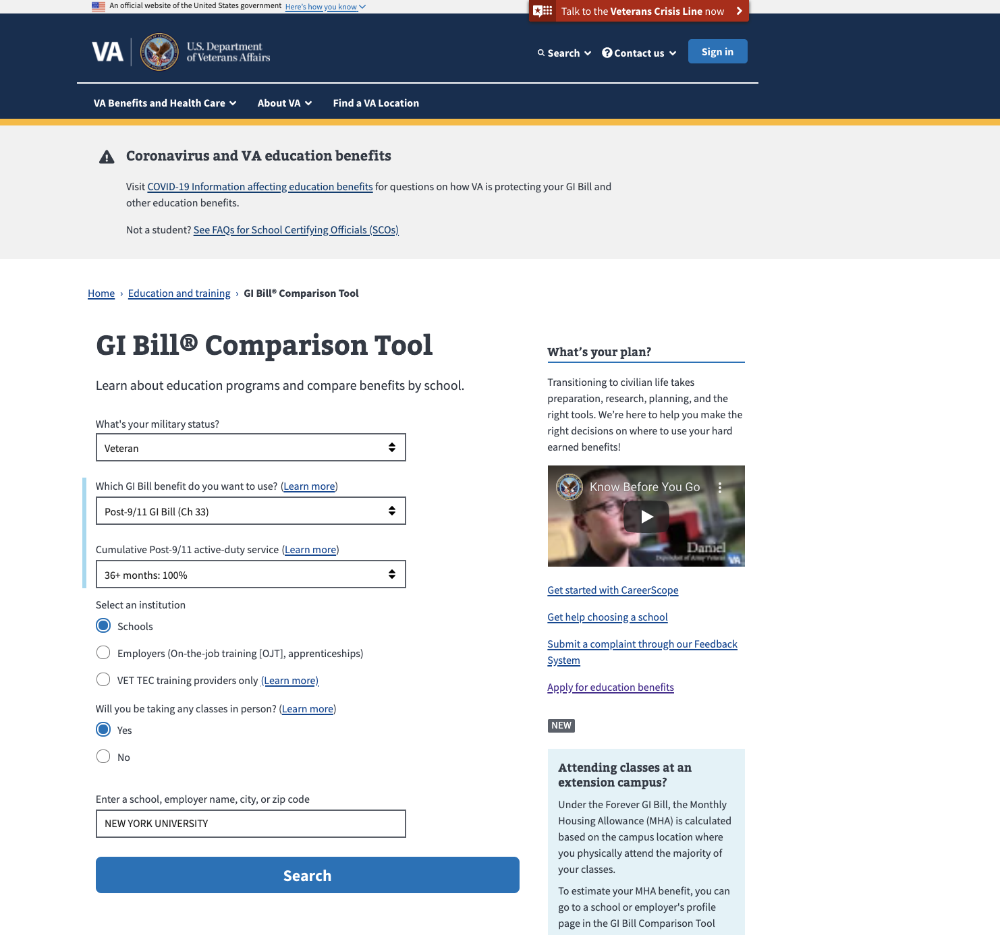 An official website of the United States government Here's how you know
Talk to the Veterans Crisis Line now
VA
U.S. Department
of Veterans Affairs
Search
Contact us
Sign in
VA Benefits and Health Care
About VA
Find a VA Location
Coronavirus and VA education benefits
Visit COVID-19 Information affecting education benefits for questions on how VA is protecting your GI Bill and
other education benefits.
Not a student? See FAQs for School Certifying Officials (SCOs)
Home › Education and training › GI Bill® Comparison Tool
GI Bill® Comparison Tool
Learn about education programs and compare benefits by school.
What's your military status?
Veteran
Which GI Bill benefit do you want to use? (Learn more)
Post-9/11 GI Bill (Ch 33)
Cumulative Post-9/11 active-duty service (Learn more)
36+ months: 100%
Select an institution
Schools
Employers (On-the-job training [OJT], apprenticeships)
VET TEC training providers only (Learn more)
Will you be taking any classes in person? (Learn more)
Yes
No
Enter a school, employer name, city, or zip code
NEW YORK UNIVERSITY
Search
What’s your plan?
Transitioning to civilian life takes
preparation, research, planning, and the
right tools. We’re here to help you make the
right decisions on where to use your hard
earned benefits!
Know Before You Go
Daniel
Dependent of Army Veteran
VA
Get started with CareerScope
Get help choosing a school
Submit a complaint through our Feedback
System
Apply for education benefits
NEW
Attending classes at an
extension campus?
Under the Forever GI Bill, the Monthly
Housing Allowance (MHA) is calculated
based on the campus location where
you physically attend the majority of
your classes.
To estimate your MHA benefit, you can
go to a school or employer's profile
page in the GI Bill Comparison Tool